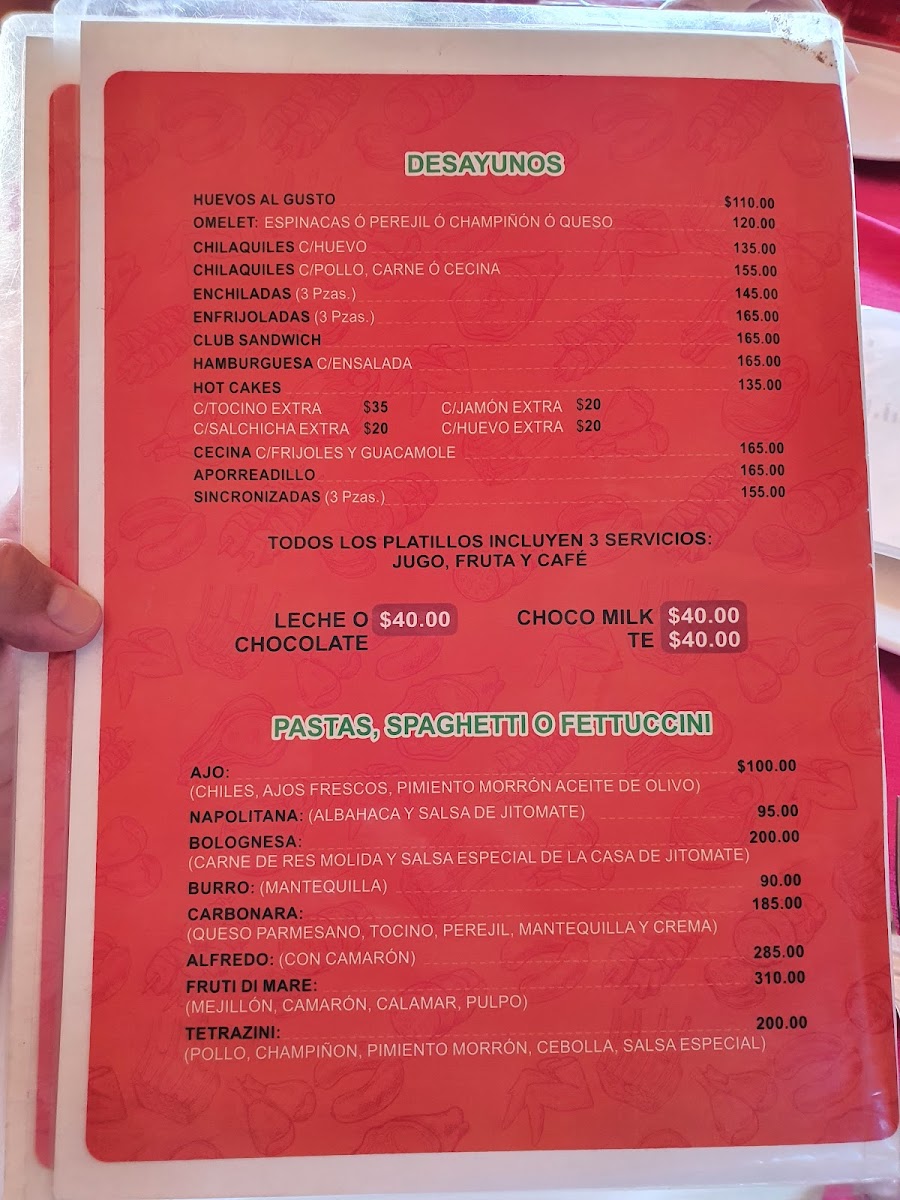 DESAYUNOS
HUEVOS AL GUSTO $110.00
OMELET: ESPINACAS Ó PEREJIL Ó CHAMPIÑÓN Ó QUESO 120.00
CHILAQUILES C/HUEVO 135.00
CHILAQUILES C/POLLO, CARNE Ó CECINA 155.00
ENCHILADAS (3 Pzas.) 145.00
ENFRIJOLADAS (3 Pzas.) 165.00
CLUB SANDWICH 165.00
HAMBURGUESA C/ENSALADA 165.00
HOT CAKES 135.00
C/TOCINO EXTRA $35 C/JAMÓN EXTRA $20
C/SALCHICHA EXTRA $20 C/HUEVO EXTRA $20
CECINA C/FRIJOLES Y GUACAMOLE 165.00
APORREADILLO 165.00
SINCRONIZADAS (3 Pzas.) 155.00
TODOS LOS PLATILLOS INCLUYEN 3 SERVICIOS:
JUGO, FRUTA Y CAFÉ
LECHE O $40.00 CHOCO MILK $40.00
CHOCOLATE TE $40.00
PASTAS, SPAGHETTI O FETTUCCINI
AJO: $100.00
(CHILES, AJOS FRESCOS, PIMIENTO MORRÓN ACEITE DE OLIVO)
NAPOLITANA: (ALBAHACA Y SALSA DE JITOMATE) 95.00
BOLOGNESA: 200.00
(CARNE DE RES MOLIDA Y SALSA ESPECIAL DE LA CASA DE JITOMATE)
BURRO: (MANTEQUILLA) 90.00
CARBONARA: 185.00
(QUESO PARMESANO, TOCINO, PEREJIL, MANTEQUILLA Y CREMA)
ALFREDO: (CON CAMARÓN) 285.00
FRUTI DI MARE: 310.00
(MEJILLÓN, CAMARÓN, CALAMAR, PULPO)
TETRAZINI: 200.00
(POLLO, CHAMPIÑON, PIMIENTO MORRÓN, CEBOLLA, SALSA ESPECIAL)